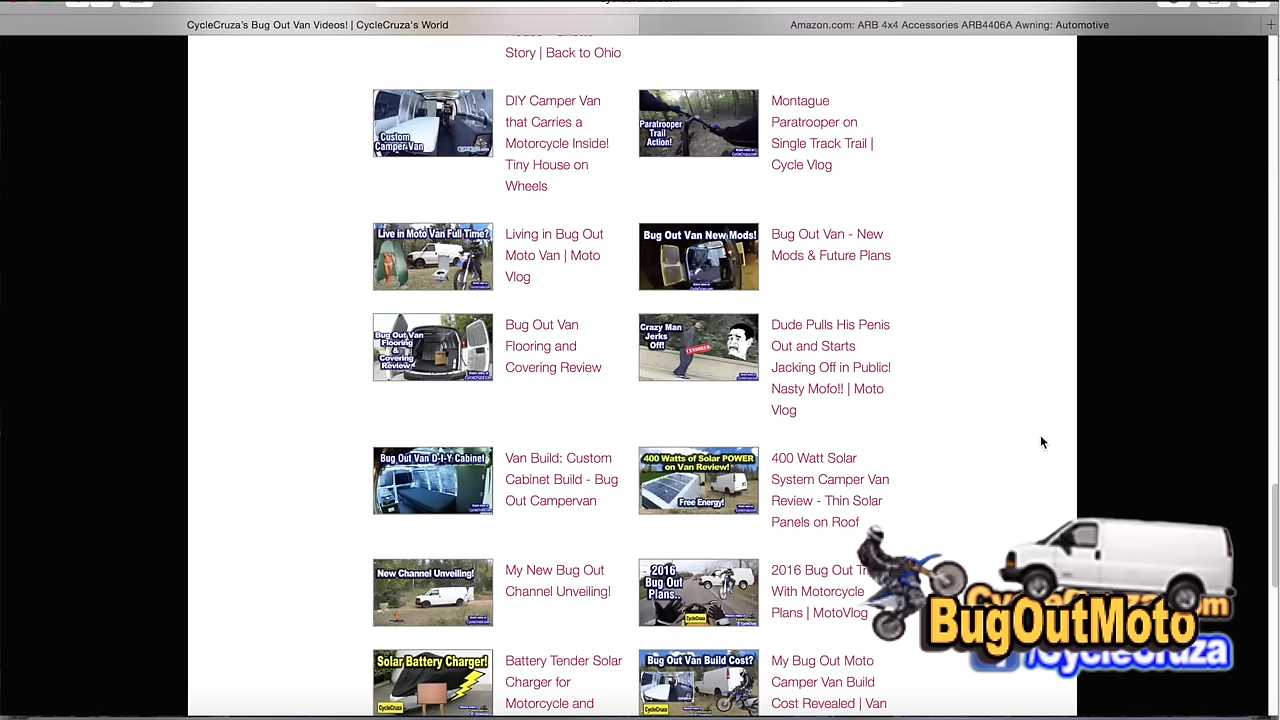 CycleCruza's Bug Out Van Videos! | CycleCruza's World
Amazon.com: ARB 4x4 Accessories ARB4406A Awning: Automotive
Story | Back to Ohio
Custom
Camper Van
DIY Camper Van
that Carries a
Motorcycle Inside!
Tiny House on
Wheels
Paratrooper
Trail
Action!
Montague
Paratrooper on
Single Track Trail |
Cycle Vlog
Live in Moto Van Full Time?
Living in Bug Out
Moto Van | Moto
Vlog
Bug Out Van New Mods!
Bug Out Van - New
Mods & Future Plans
Bug Out Van
Flooring
&
Covering
Review
Bug Out Van
Flooring and
Covering Review
Crazy Man
Jerks
Off!
CENSORED
Dude Pulls His Penis
Out and Starts
Jacking Off in Public!
Nasty Mofo!! | Moto
Vlog
Bug Out Van D-I-Y Cabinet
Van Build: Custom
Cabinet Build - Bug
Out Campervan
400 Watts of Solar POWER
on Van Review!
Free Energy!
400 Watt Solar
System Camper Van
Review - Thin Solar
Panels on Roof
New Channel Unveiling!
My New Bug Out
Channel Unveiling!
2016
Bug Out
Plans..
CycleCruza
2016 Bug Out
With Motorcycle
Plans | MotoVlog
Solar Battery Charger!
CycleCruza
Battery Tender Solar
Charger for
Motorcycle and
Bug Out Van Build Cost?
CycleCruza
My Bug Out Moto
Camper Van Build
Cost Revealed | Van
CycleCruza.com
BugOutMoto
/CycleCruza